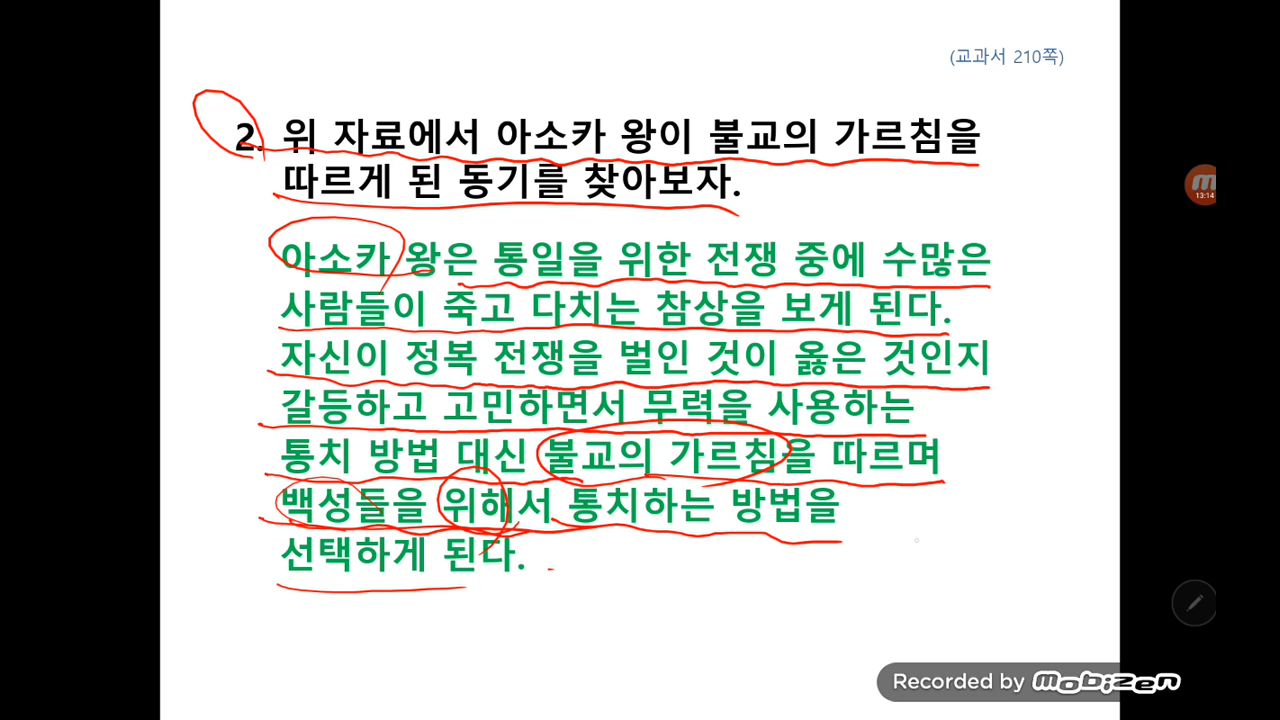 (교과서 210쪽)
2. 위 자료에서 아소카 왕이 불교의 가르침을
따르게 된 동기를 찾아보자.
아소카 왕은 통일을 위한 전쟁 중에 수많은
사람들이 죽고 다치는 참상을 보게 된다.
자신이 정복 전쟁을 벌인 것이 옳은 것인지
갈등하고 고민하면서 무력을 사용하는
통치 방법 대신 불교의 가르침을 따르며
백성들을 위해서 통치하는 방법을
선택하게 된다.
13:14
Recorded by mobizen